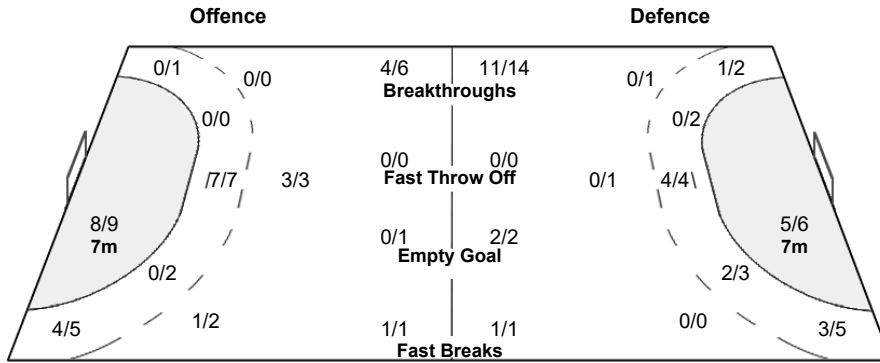 Offence Defence
0/1 0/0 4/6 11/14 0/1 1/2
Breakthroughs
0/0 0/2
0/0 0/0
7/7 3/3 Fast Throw Off 0/1 4/4
8/9 5/6
7m 0/1 2/2 7m
Empty Goal
0/2 2/3
4/5 1/2 1/1 1/1 0/0 3/5
Fast Breaks